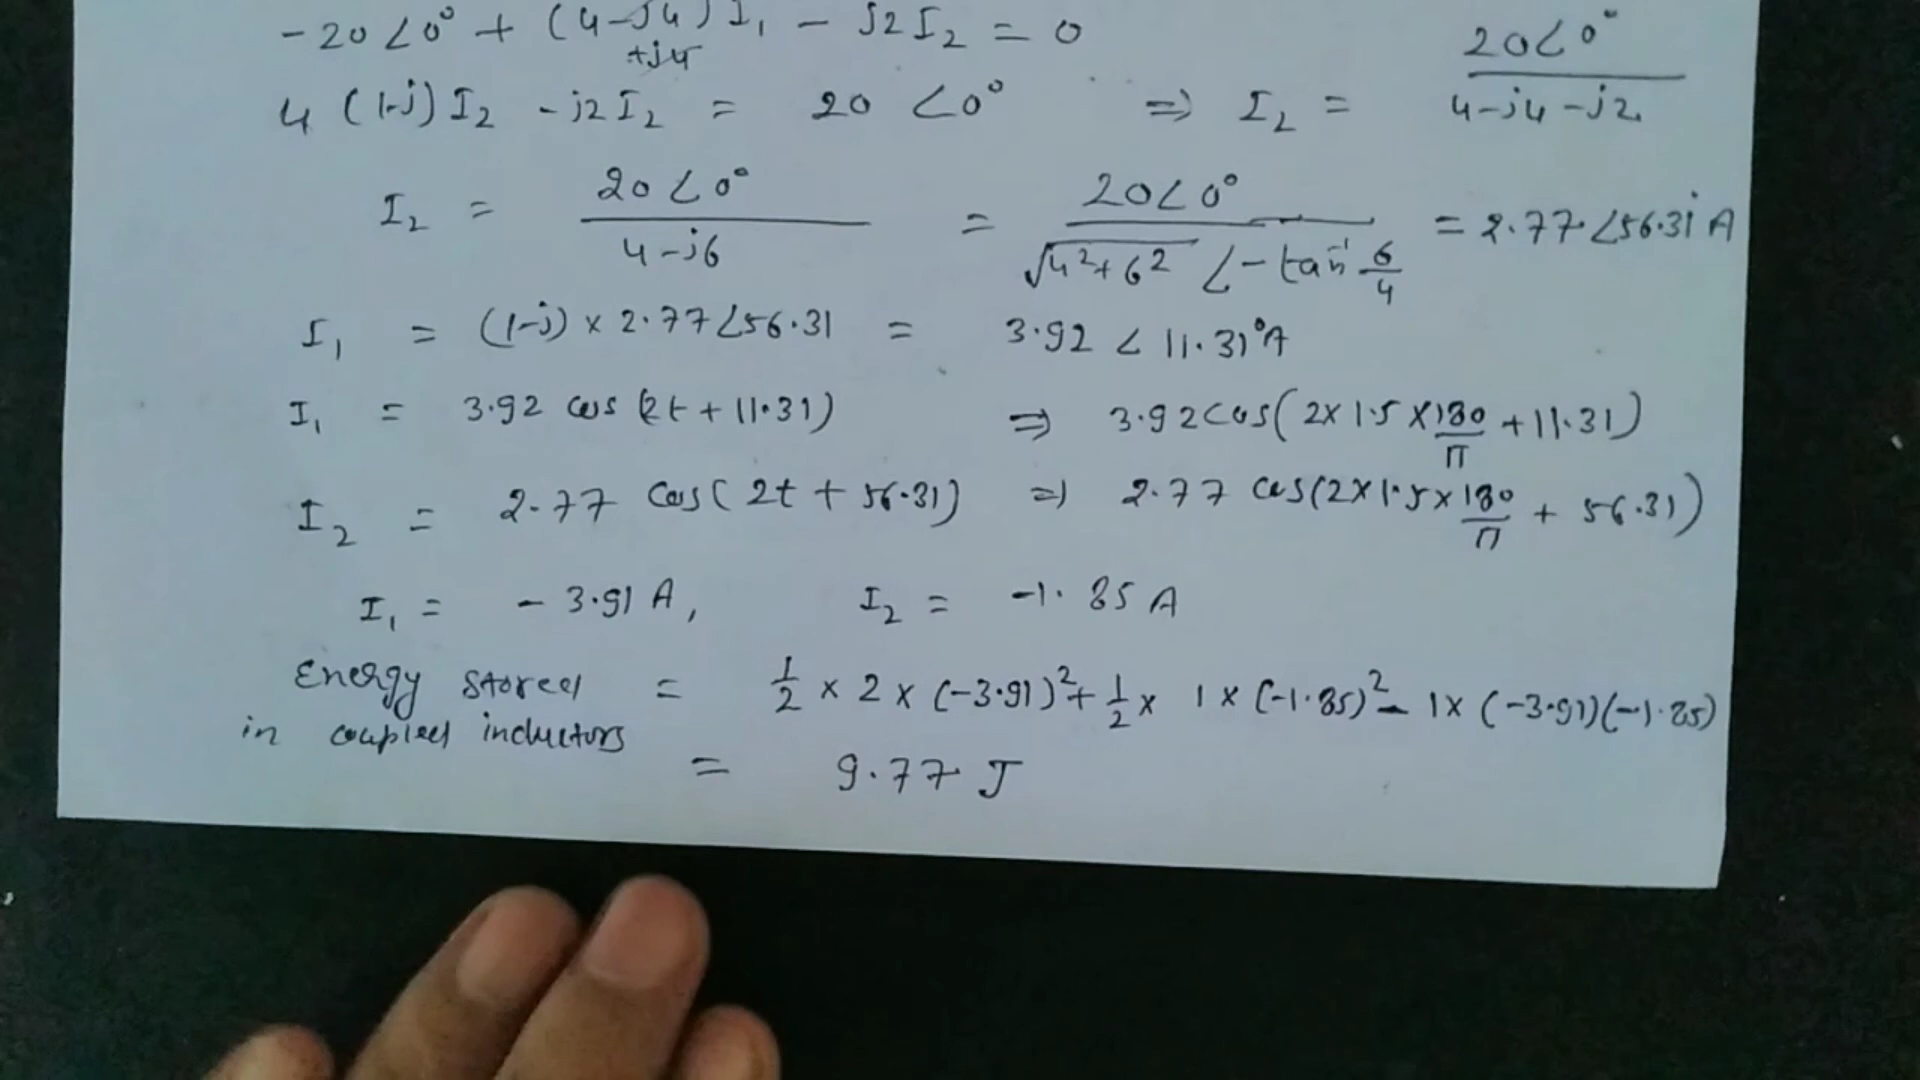 -20∠0° + (4-j4) I₁ - j2I₂ = 0
+j4
4 (1-j) I₂ - j2I₂ = 20 ∠0° ⇒ I₂ = 20∠0° / 4-j4-j2
I₂ = 20∠0° / 4-j6 = 20∠0° / √4²+6² ∠-tan⁻¹ 6/4 = 2.77∠56.31 A
I₁ = (1-j) × 2.77∠56.31 = 3.92 ∠ 11.31°A
I₁ = 3.92 cos (2t + 11.31) ⇒ 3.92cos(2×1.5×180/π + 11.31)
I₂ = 2.77 cos(2t + 56.31) ⇒ 2.77 cos(2×1.5×180/π + 56.31)
I₁ = -3.91 A, I₂ = -1.85 A
Energy stored = 1/2 × 2 × (-3.91)² + 1/2 × 1 × (-1.85)² - 1 × (-3.91)(-1.85)
in coupled inductors
= 9.77 J